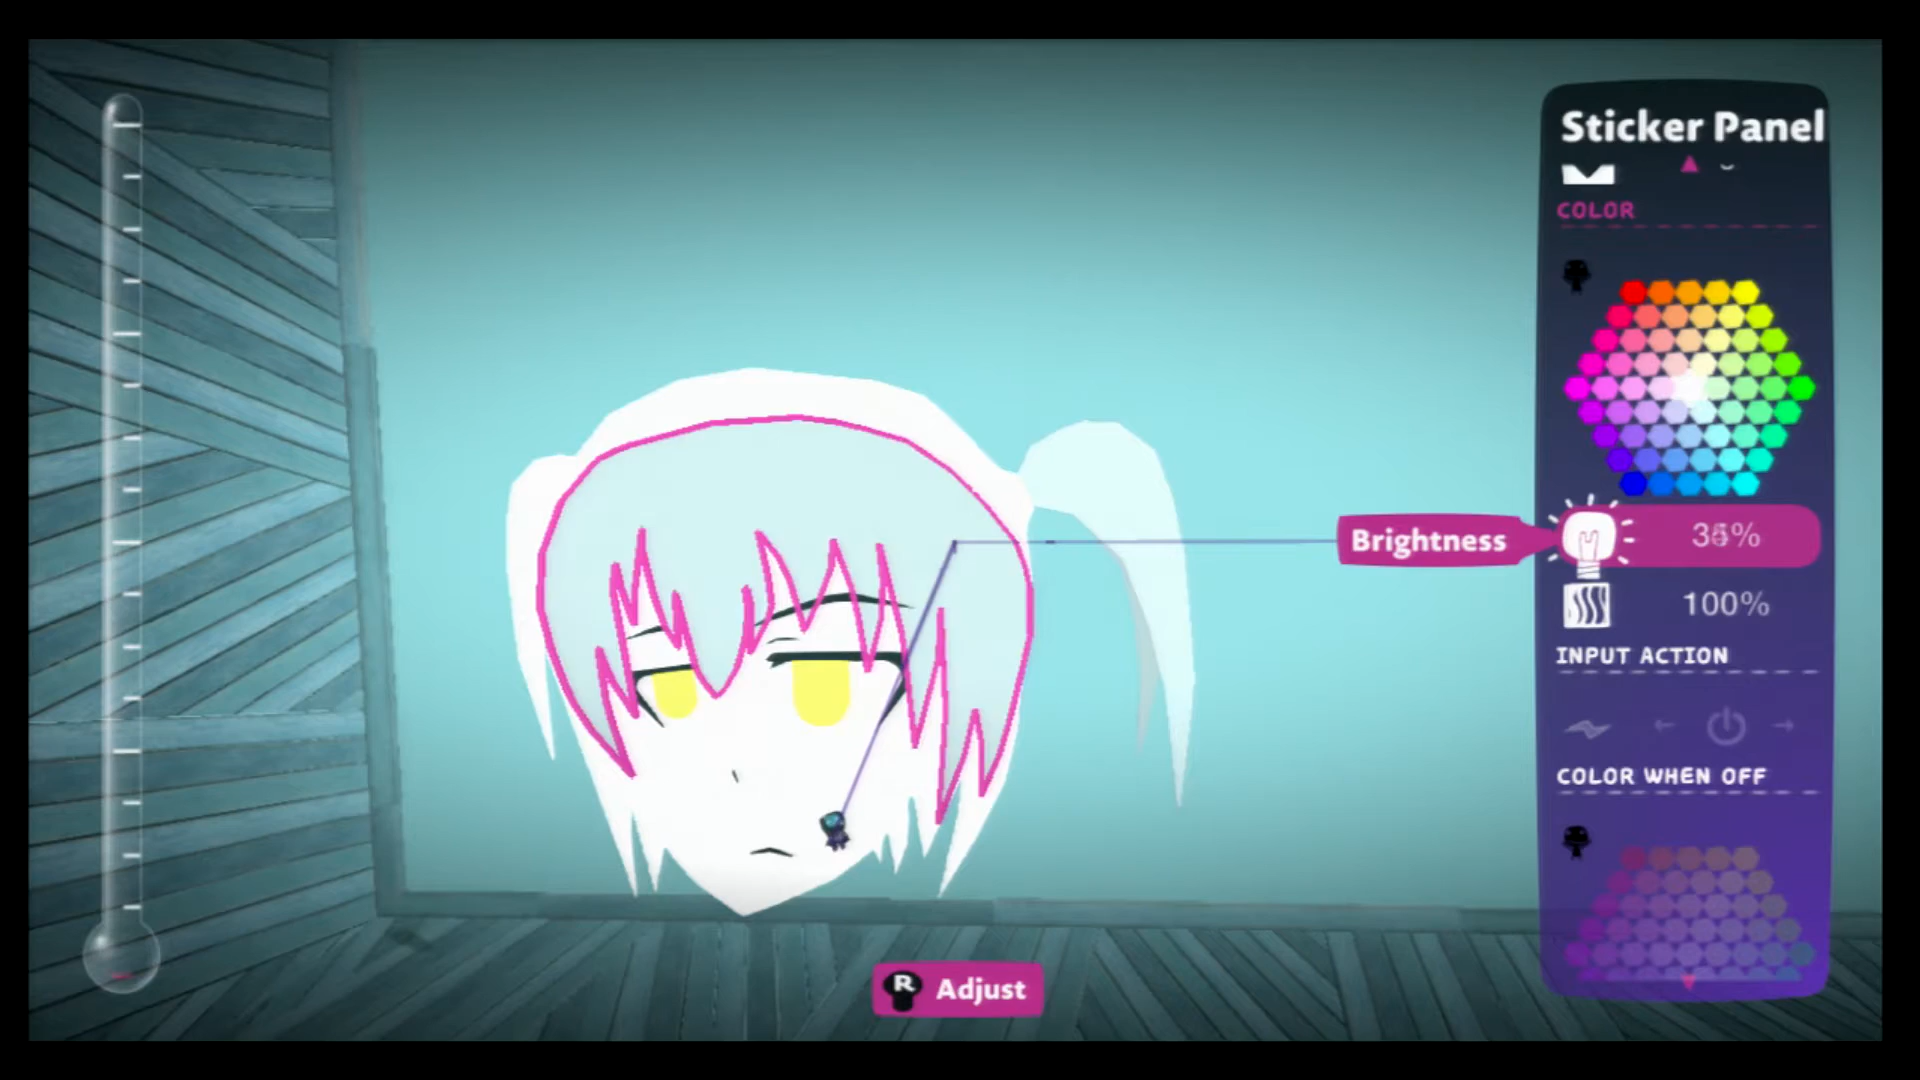 Sticker Panel
COLOR
Brightness
100%
INPUT ACTION
COLOR WHEN OFF
R Adjust